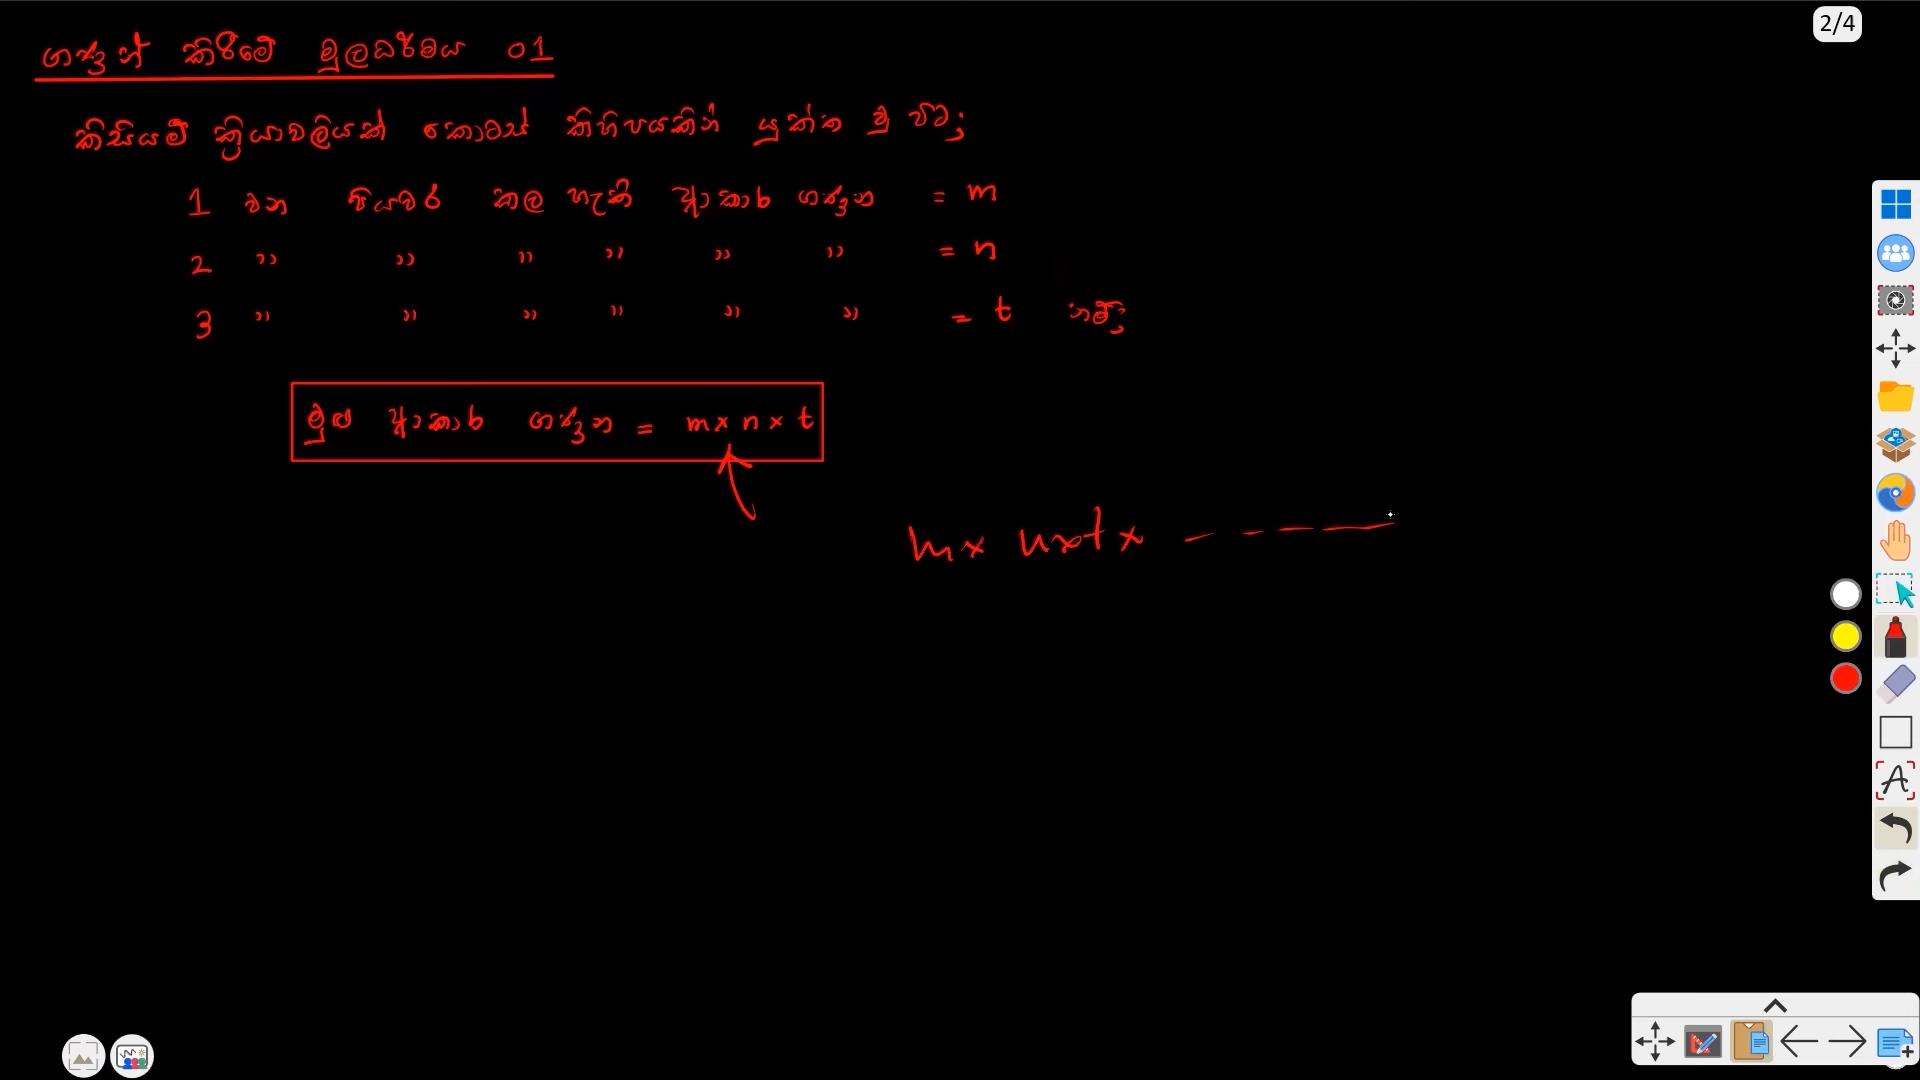 2/4
ගණන් කිරීමේ මූලධර්මය 01
කිසියම් ක්‍රියාවලියක් කොටස් කිහිපයකින් යුක්ත වූ විට;
1 වන පියවර කල හැකි ආකාර ගණන = m
2 ,, ,, ,, ,, ,, ,, = n
3 ,, ,, ,, ,, ,, ,, = t නම්;
මුළු ආකාර ගණන = m × n × t
m × n × t × - - - - -